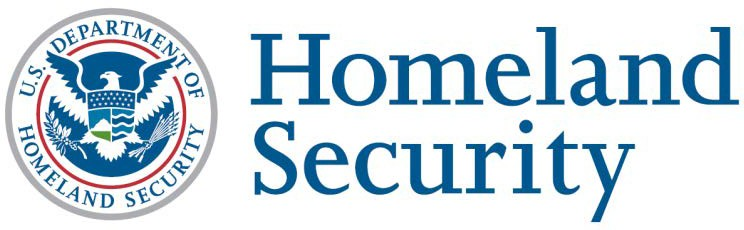 U.S. DEPARTMENT OF
HOMELAND SECURITY
Homeland
Security